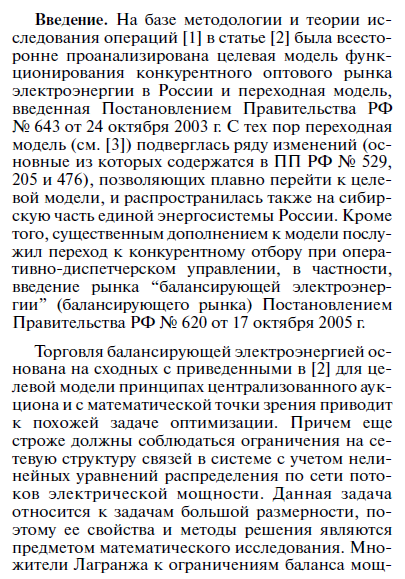 Введение. На базе методологии и теории ис-
следования операций [1] в статье [2] была всесто-
ронне проанализирована целевая модель функ-
ционирования конкурентного оптового рынка
электроэнергии в России и переходная модель,
введенная Постановлением Правительства РФ
№ 643 от 24 октября 2003 г. С тех пор переходная
модель (см. [3]) подверглась ряду изменений (ос-
новные из которых содержатся в ПП РФ № 529,
205 и 476), позволяющих плавно перейти к целе-
вой модели, и распространилась также на сибир-
скую часть единой энергосистемы России. Кроме
того, существенным дополнением к модели послу-
жил переход к конкурентному отбору при опера-
тивно-диспетчерском управлении, в частности,
введение рынка “балансирующей электроэнер-
гии” (балансирующего рынка) Постановлением
Правительства РФ № 620 от 17 октября 2005 г.
Торговля балансирующей электроэнергией ос-
нована на сходных с приведенными в [2] для це-
левой модели принципах централизованного аук-
циона и с математической точки зрения приводит
к похожей задаче оптимизации. Причем еще
строже должны соблюдаться ограничения на се-
тевую структуру связей в системе с учетом нели-
нейных уравнений распределения по сети пото-
ков электрической мощности. Данная задача
относится к задачам большой размерности, по-
этому ее свойства и методы решения являются
предметом математического исследования. Мно-
жители Лагранжа к ограничениям баланса мощ-